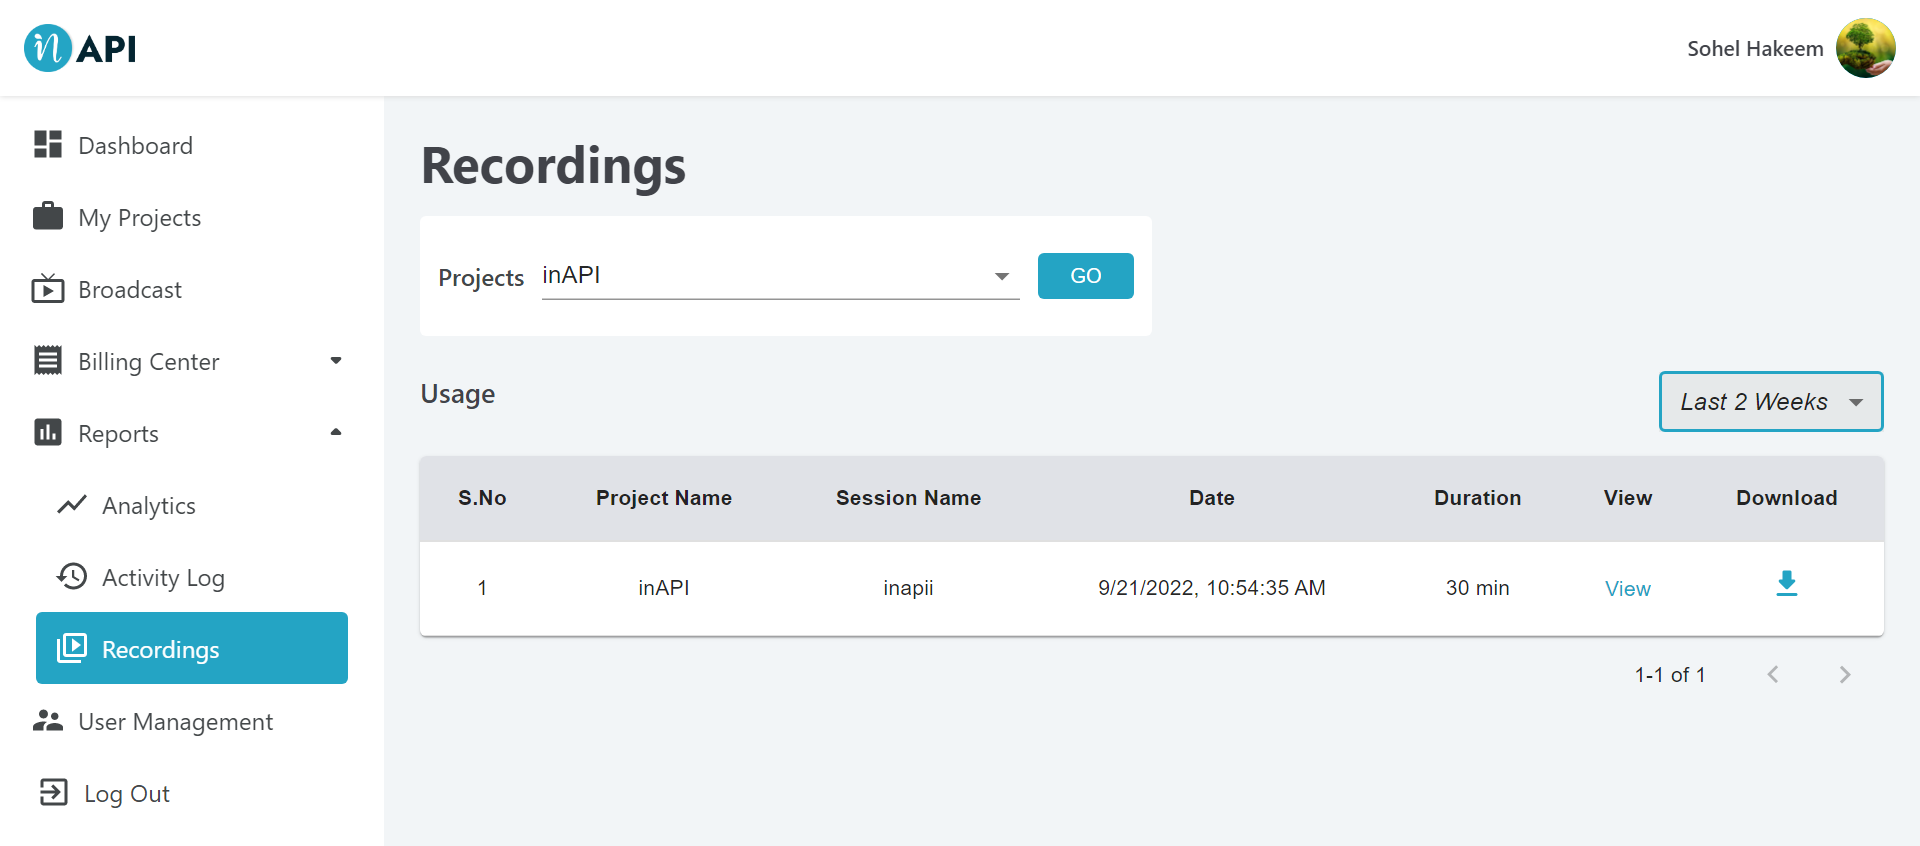 in API
Sohel Hakeem
Dashboard
My Projects
Broadcast
Billing Center
Reports
Analytics
Activity Log
Recordings
User Management
Log Out
Recordings
Projects inAPI GO
Usage
Last 2 Weeks
S.No Project Name Session Name Date Duration View Download
1 inAPI inapii 9/21/2022, 10:54:35 AM 30 min View
1-1 of 1